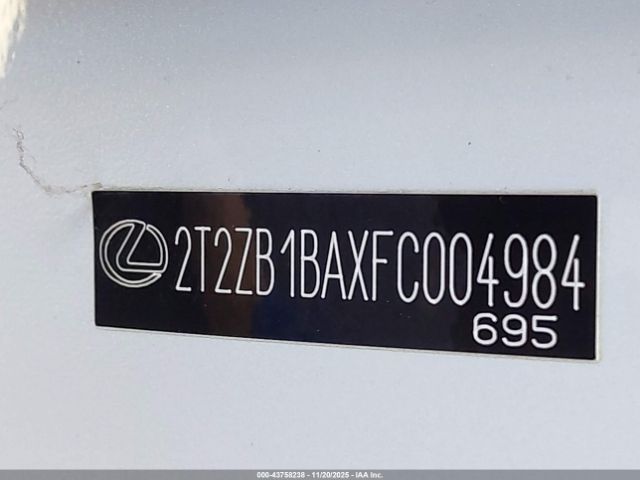 2T2ZB1BAXFC004984
695
000-43758238 - 11/20/2025 - IAA Inc.